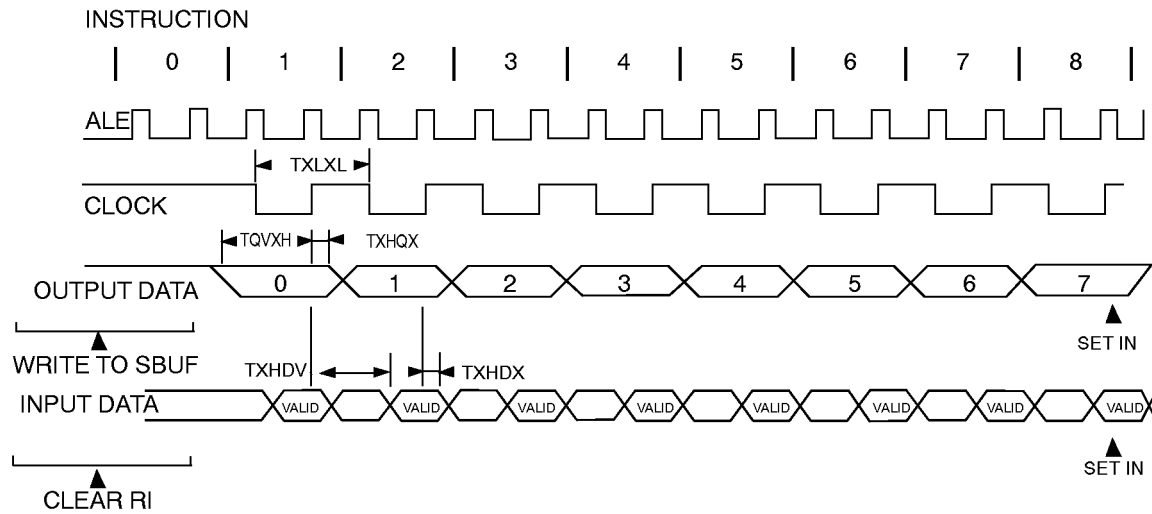 INSTRUCTION
0 1 2 3 4 5 6 7 8
ALE
TXLXL
CLOCK
TQVXH TXHQX
OUTPUT DATA 0 1 2 3 4 5 6 7
WRITE TO SBUF
SET IN
TXHDV TXHDX
INPUT DATA VALID VALID VALID VALID VALID VALID VALID VALID
SET IN
CLEAR RI